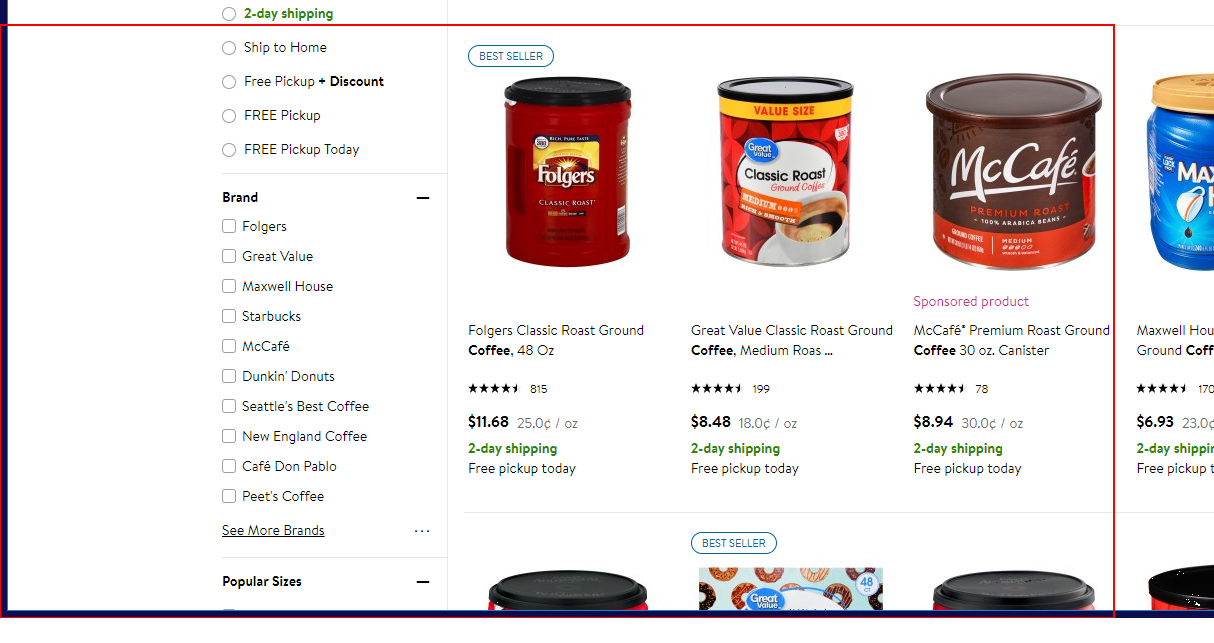 2-day shipping
Ship to Home
Free Pickup + Discount
FREE Pickup
FREE Pickup Today
Brand
Folgers
Great Value
Maxwell House
Starbucks
McCafé
Dunkin' Donuts
Seattle's Best Coffee
New England Coffee
Café Don Pablo
Peet's Coffee
See More Brands
...
Popular Sizes
BEST SELLER
RICH, PURE TASTE
Folgers
CLASSIC ROAST
Folgers Classic Roast Ground
Coffee, 48 Oz
815
$11.68 25.0¢ / oz
2-day shipping
Free pickup today
VALUE SIZE
Great
Value
Classic Roast
Ground Coffee
MEDIUM
RICH & SMOOTH
Great Value Classic Roast Ground
Coffee, Medium Roas ...
199
$8.48 18.0¢ / oz
2-day shipping
Free pickup today
McCafé
PREMIUM ROAST
100% ARABICA BEANS
GROUND COFFEE
MEDIUM
smooth & balanced
Sponsored product
McCafé® Premium Roast Ground
Coffee 30 oz. Canister
78
$8.94 30.0¢ / oz
2-day shipping
Free pickup today
MAX
Maxwell Hou
Ground Coff
170
$6.93 23.0¢
2-day shippin
Free pickup t
BEST SELLER
Great
Value
48